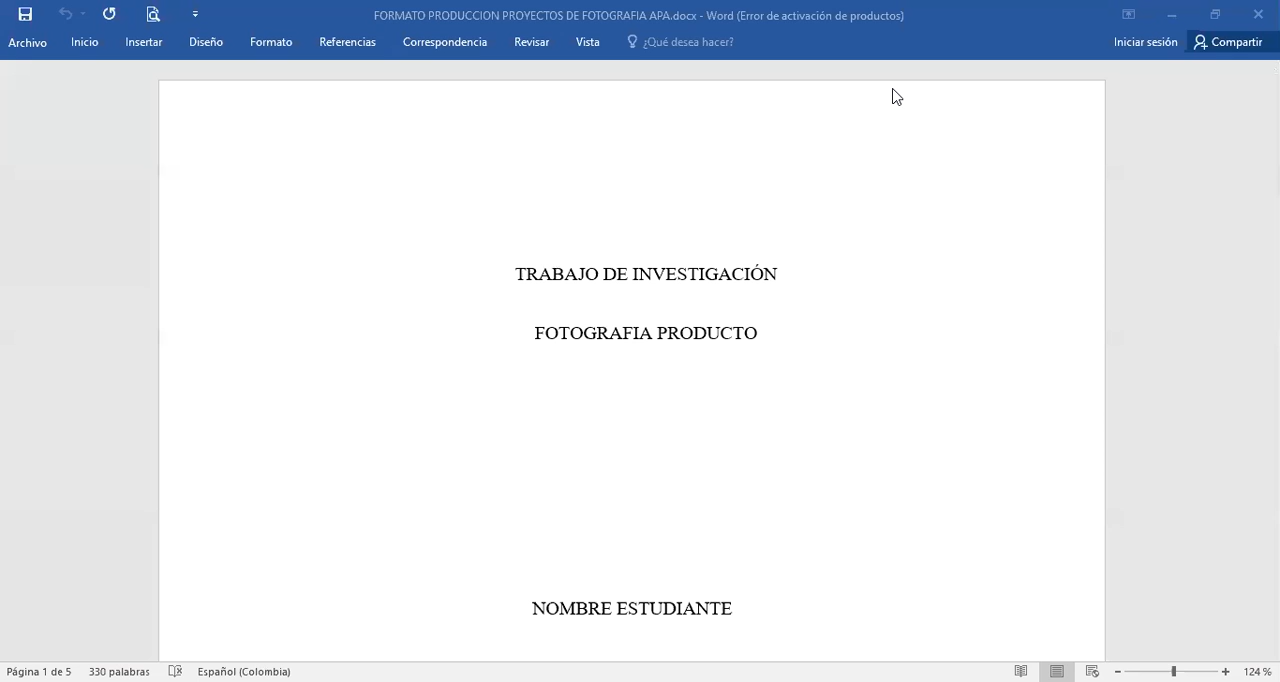 FORMATO PRODUCCION PROYECTOS DE FOTOGRAFIA APA.docx - Word (Error de activación de productos)
Archivo Inicio Insertar Diseño Formato Referencias Correspondencia Revisar Vista ¿Qué desea hacer? Iniciar sesión Compartir
TRABAJO DE INVESTIGACIÓN
FOTOGRAFIA PRODUCTO
NOMBRE ESTUDIANTE
Página 1 de 5 330 palabras Español (Colombia) 124 %